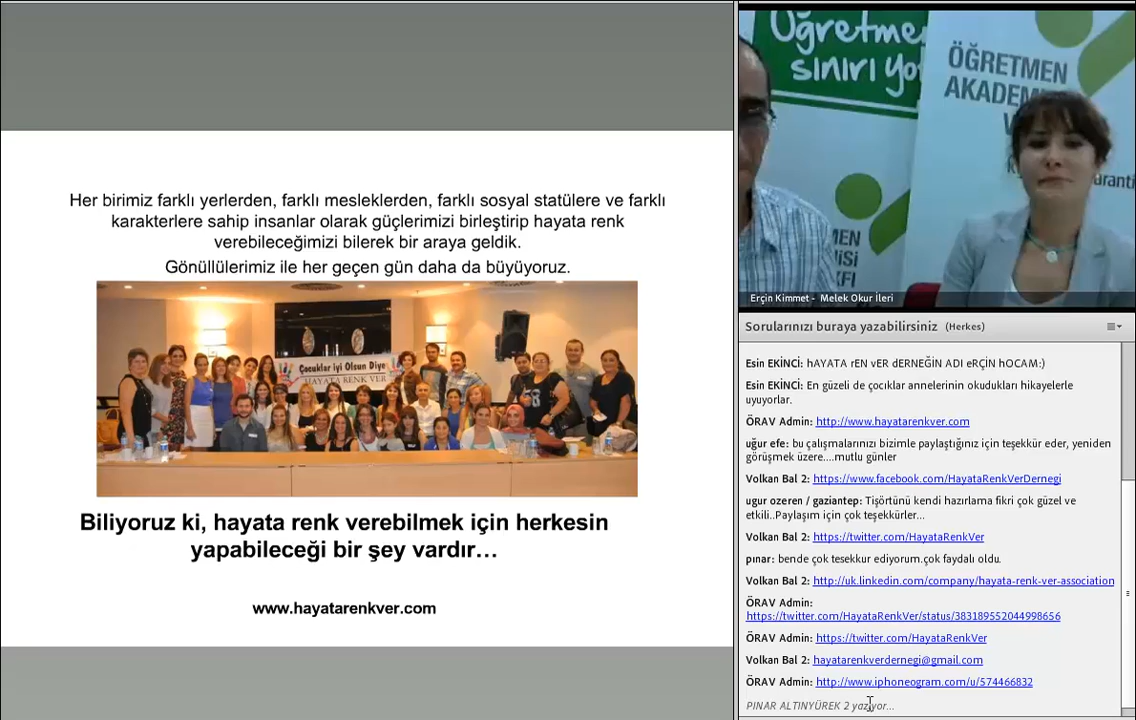 Her birimiz farklı yerlerden, farklı mesleklerden, farklı sosyal statülere ve farklı
karakterlere sahip insanlar olarak güçlerimizi birleştirip hayata renk
verebileceğimizi bilerek bir araya geldik.
Gönüllülerimiz ile her geçen gün daha da büyüyoruz.
Çocuklar iyi Olsun Diye
HAYATA RENK VER
Biliyoruz ki, hayata renk verebilmek için herkesin
yapabileceği bir şey vardır…
www.hayatarenkver.com
Öğretme
sınırı yo
ÖĞRETMEN
AKADEM
Erçin Kimmet - Melek Okur İleri
Sorularınızı buraya yazabilirsiniz (Herkes)
Esin EKİNCİ: hAYATA rEN vER dERNEĞİN ADI eRÇİN hOCAM:)
Esin EKİNCİ: En güzeli de çocıklar annelerinin okudukları hikayelerle
uyuyorlar.
ÖRAV Admin: http://www.hayatarenkver.com
uğur efe: bu çalışmalarınızı bizimle paylaştığınız için teşekkür eder, yeniden
görüşmek üzere....mutlu günler
Volkan Bal 2: https://www.facebook.com/HayataRenkVerDernegi
ugur ozeren / gaziantep: Tişörtünü kendi hazırlama fikri çok güzel ve
etkili..Paylaşım için çok teşekkürler...
Volkan Bal 2: https://twitter.com/HayataRenkVer
pınar: bende çok tesekkur ediyorum.çok faydalı oldu.
Volkan Bal 2: http://uk.linkedin.com/company/hayata-renk-ver-association
ÖRAV Admin:
https://twitter.com/HayataRenkVer/status/383189552044998656
ÖRAV Admin: https://twitter.com/HayataRenkVer
Volkan Bal 2: hayatarenkverdernegi@gmail.com
ÖRAV Admin: http://www.iphoneogram.com/u/574466832
PINAR ALTINYÜREK 2 yazıyor...